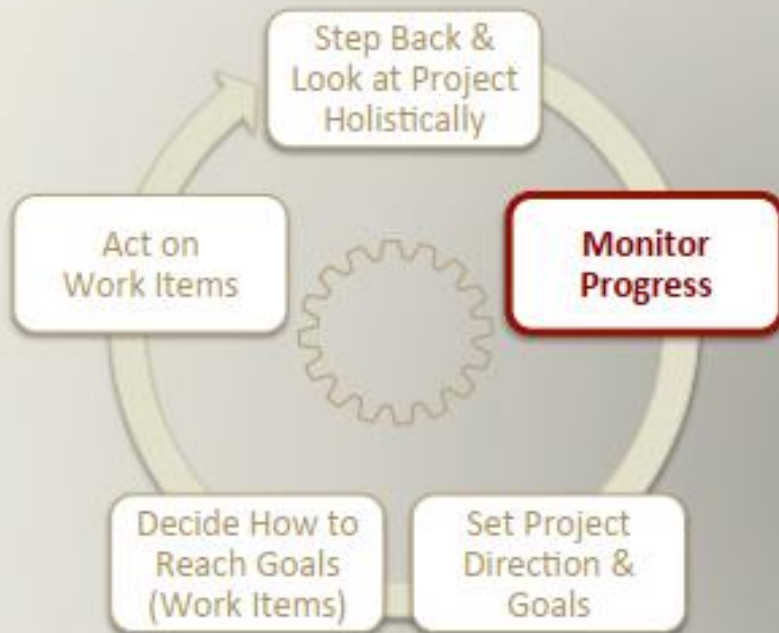 Step Back &
Look at Project
Holistically
Monitor
Progress
Set Project
Direction &
Goals
Decide How to
Reach Goals
(Work Items)
Act on
Work Items